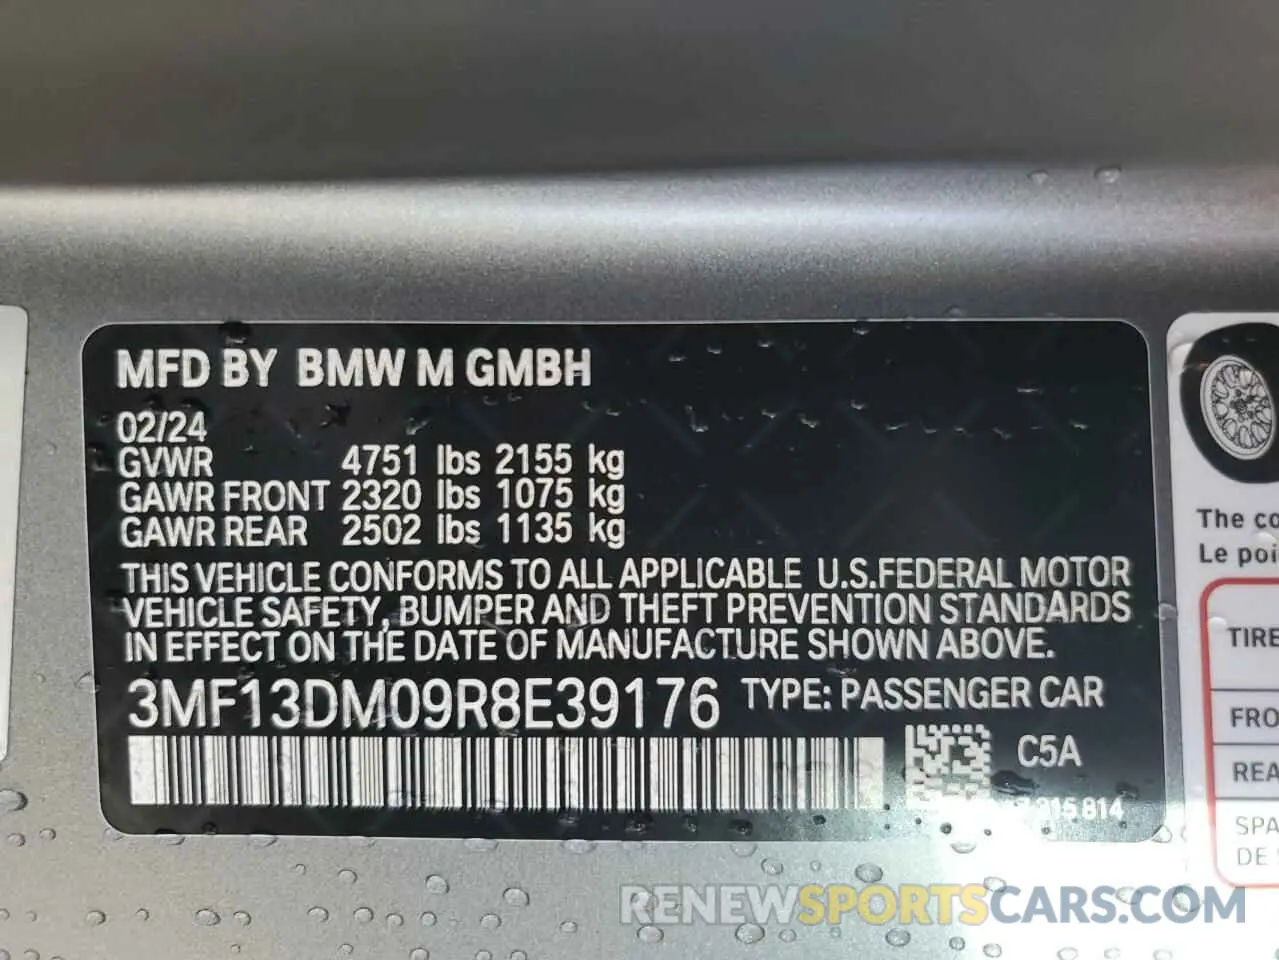 MFD BY BMW M GMBH
02/24
GVWR 4751 lbs 2155 kg
GAWR FRONT 2320 lbs 1075 kg
GAWR REAR 2502 lbs 1135 kg
THIS VEHICLE CONFORMS TO ALL APPLICABLE U.S.FEDERAL MOTOR
VEHICLE SAFETY, BUMPER AND THEFT PREVENTION STANDARDS
IN EFFECT ON THE DATE OF MANUFACTURE SHOWN ABOVE.
3MF13DM09R8E39176 TYPE: PASSENGER CAR
C5A
The co
Le poi
TIRE
FRO
REA
SPA
DE
RENEWSPORTSCARS.COM